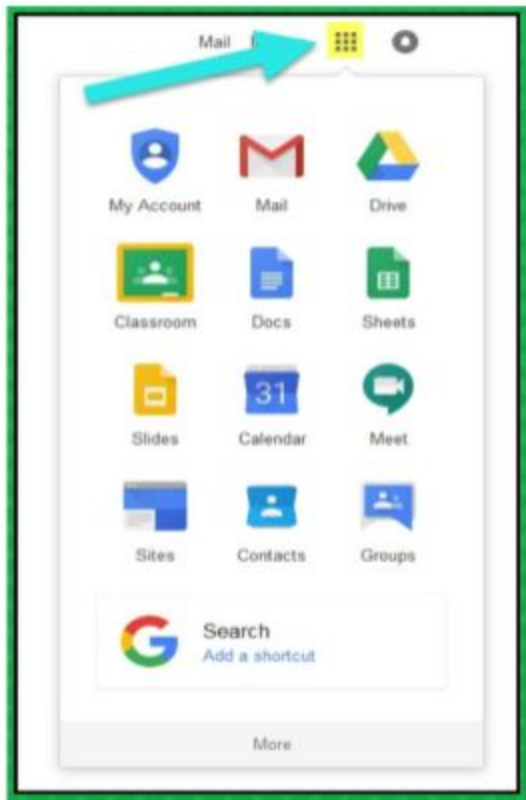 Mail
My Account Mail Drive
Classroom Docs Sheets
31
Slides Calendar Meet
Sites Contacts Groups
Search
Add a shortcut
More